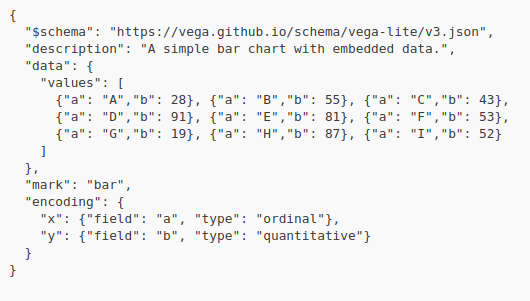 {
  "$schema": "https://vega.github.io/schema/vega-lite/v3.json",
  "description": "A simple bar chart with embedded data.",
  "data": {
    "values": [
      {"a": "A","b": 28}, {"a": "B","b": 55}, {"a": "C","b": 43},
      {"a": "D","b": 91}, {"a": "E","b": 81}, {"a": "F","b": 53},
      {"a": "G","b": 19}, {"a": "H","b": 87}, {"a": "I","b": 52}
    ]
  },
  "mark": "bar",
  "encoding": {
    "x": {"field": "a", "type": "ordinal"},
    "y": {"field": "b", "type": "quantitative"}
  }
}